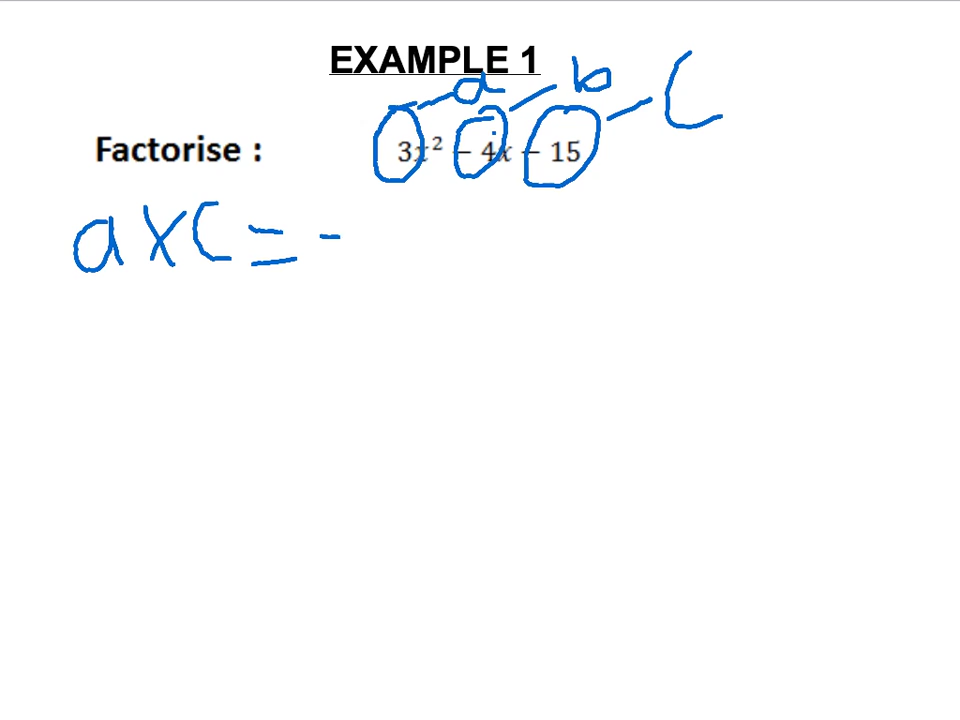 EXAMPLE 1
a b c
Factorise : 3x² − 4x − 15
a x c = -